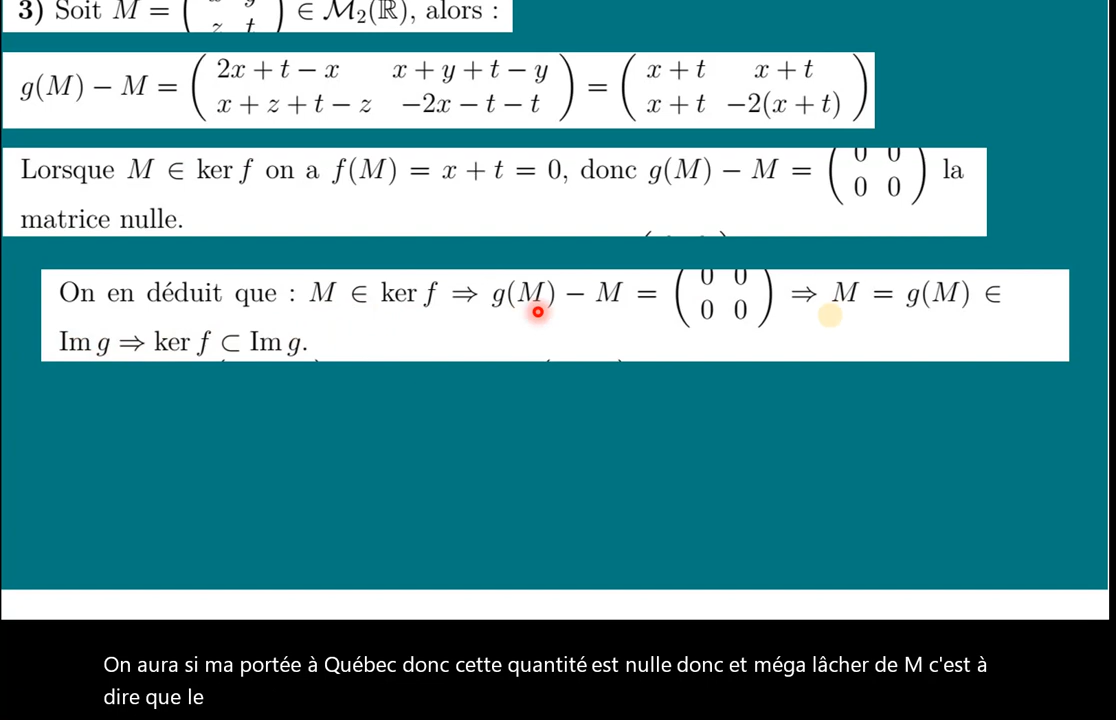 3) Soit M = ( x y z t ) ∈ M₂(ℝ), alors :
g(M) − M = ( 2x + t − x   x + y + t − y ; x + z + t − z   −2x − t − t ) = ( x + t   x + t ; x + t   −2(x + t) )
Lorsque M ∈ ker f on a f(M) = x + t = 0, donc g(M) − M = ( 0 0 ; 0 0 ) la
matrice nulle.
On en déduit que : M ∈ ker f ⇒ g(M) − M = ( 0 0 ; 0 0 ) ⇒ M = g(M) ∈
Im g ⇒ ker f ⊂ Im g.
On aura si ma portée à Québec donc cette quantité est nulle donc et méga lâcher de M c'est à
dire que le